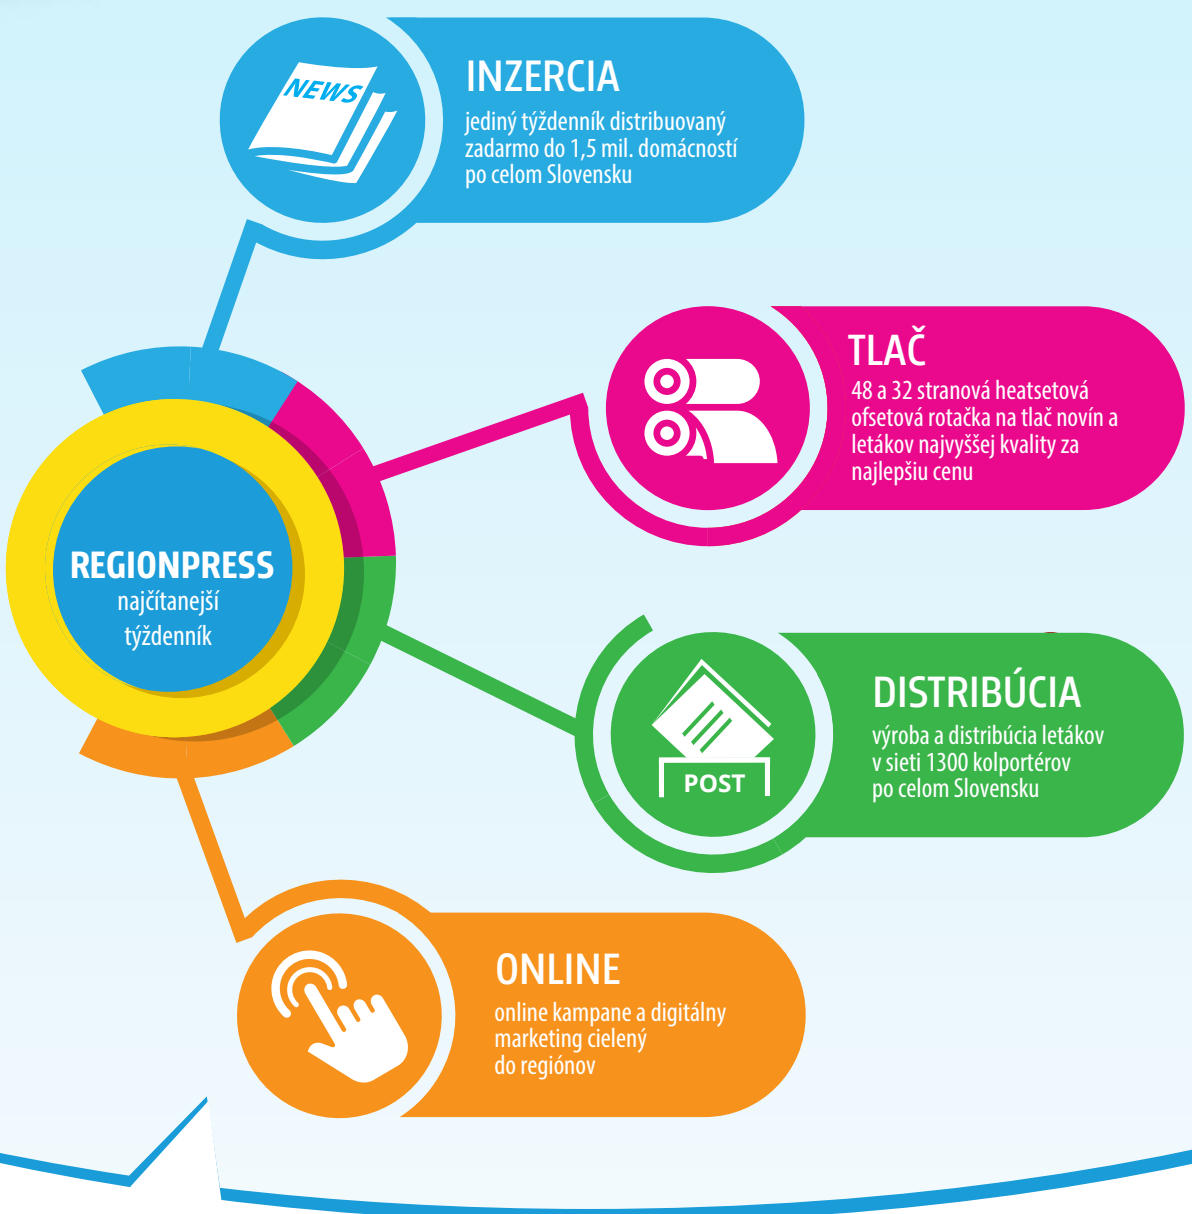 NEWS
INZERCIA
jediný týždenník distribuovaný
zadarmo do 1,5 mil. domácností
po celom Slovensku
TLAČ
48 a 32 stranová heatsetová
ofsetová rotačka na tlač novín a
letákov najvyššej kvality za
najlepšiu cenu
REGIONPRESS
najčítanejší
týždenník
DISTRIBÚCIA
výroba a distribúcia letákov
v sieti 1300 kolportérov
po celom Slovensku
POST
ONLINE
online kampane a digitálny
marketing cielený
do regiónov